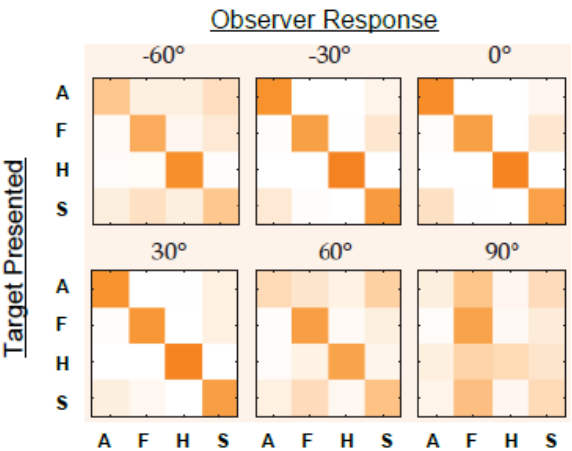 Observer Response
-60° -30° 0°
A
F
H
S
Target Presented
30° 60° 90°
A
F
H
S
A F H S A F H S A F H S